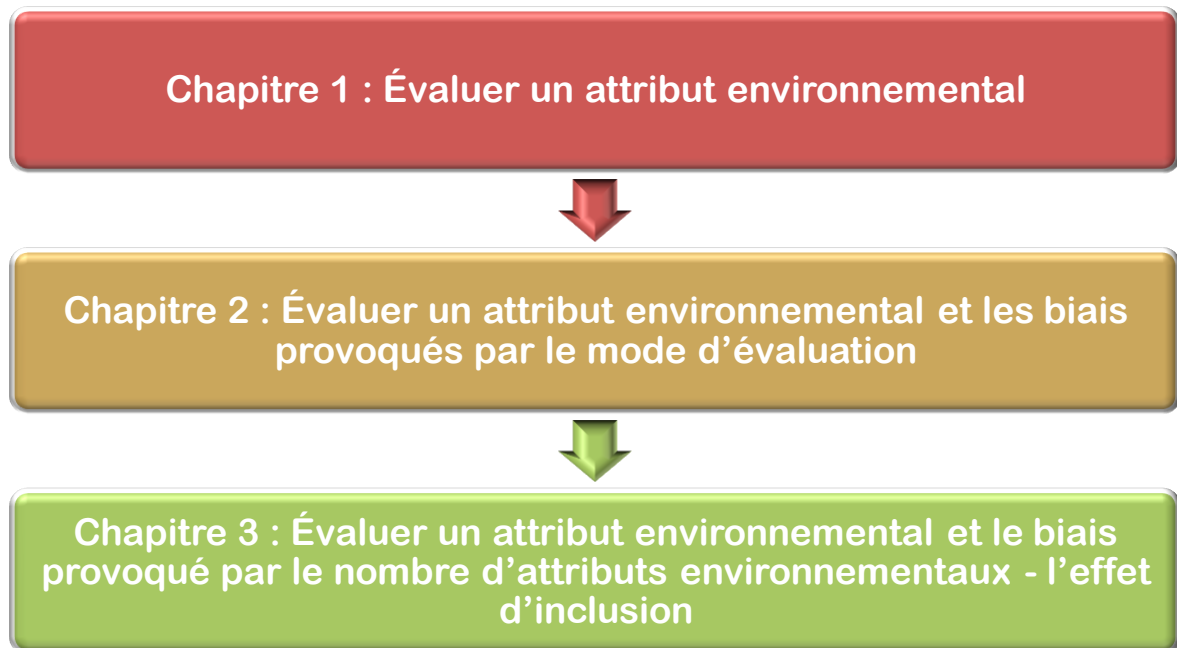 Chapitre 1 : Évaluer un attribut environnemental
Chapitre 2 : Évaluer un attribut environnemental et les biais
provoqués par le mode d'évaluation
Chapitre 3 : Évaluer un attribut environnemental et le biais
provoqué par le nombre d'attributs environnementaux - l'effet
d'inclusion